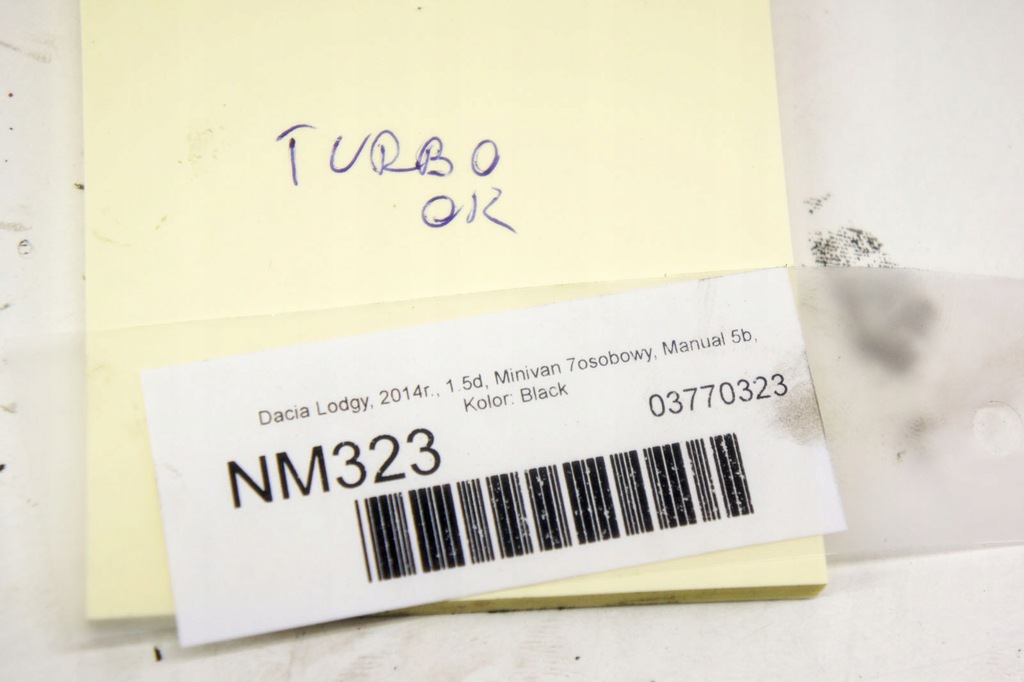 TURBO
OK
Dacia Lodgy, 2014r., 1.5d, Minivan 7osobowy, Manual 5b,
Kolor: Black
03770323
NM323